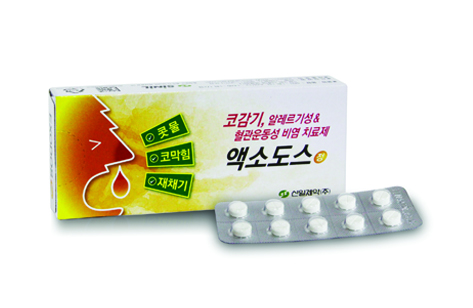 코감기, 알레르기성&
혈관운동성 비염 치료제
콧물
코막힘
재채기
액소도스 정
신일제약(주)